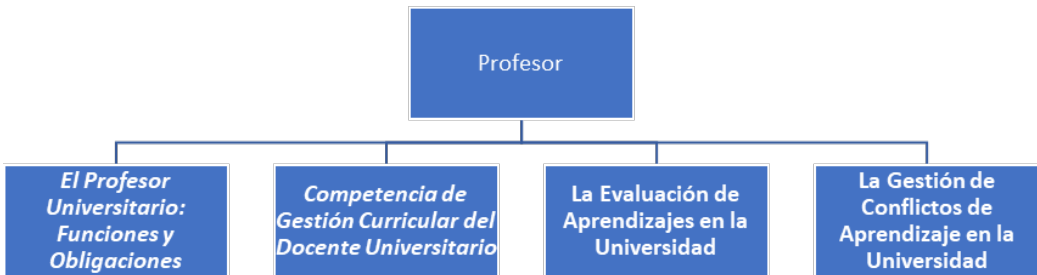 Profesor
El Profesor
Universitario:
Funciones y
Obligaciones
Competencia de
Gestión Curricular del
Docente Universitario
La Evaluación de
Aprendizajes en la
Universidad
La Gestión de
Conflictos de
Aprendizaje en la
Universidad